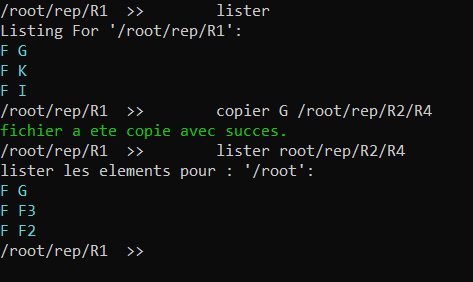 /root/rep/R1 >> lister
Listing For '/root/rep/R1':
F G
F K
F I
/root/rep/R1 >> copier G /root/rep/R2/R4
fichier a ete copie avec succes.
/root/rep/R1 >> lister root/rep/R2/R4
lister les elements pour : '/root':
F G
F F3
F F2
/root/rep/R1 >>